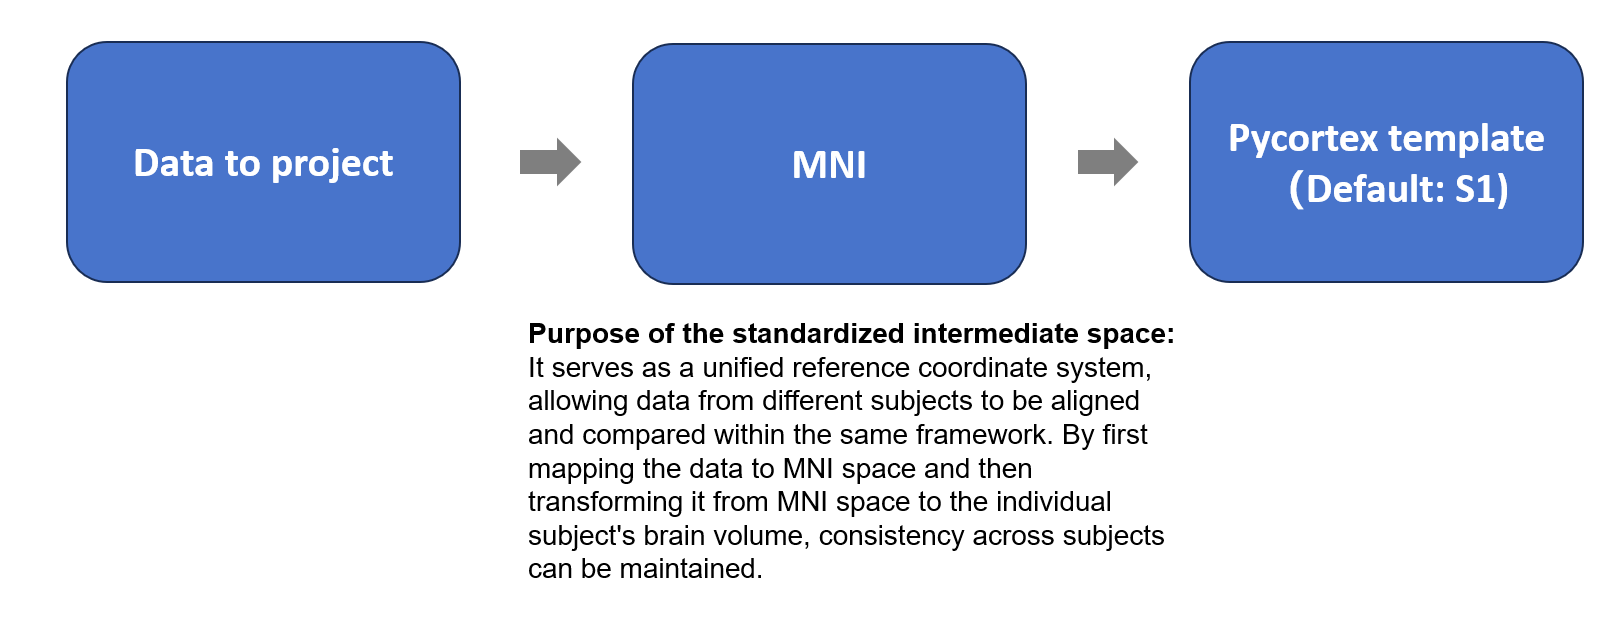 Data to project
MNI
Pycortex template
(Default: S1)
Purpose of the standardized intermediate space:
It serves as a unified reference coordinate system,
allowing data from different subjects to be aligned
and compared within the same framework. By first
mapping the data to MNI space and then
transforming it from MNI space to the individual
subject's brain volume, consistency across subjects
can be maintained.